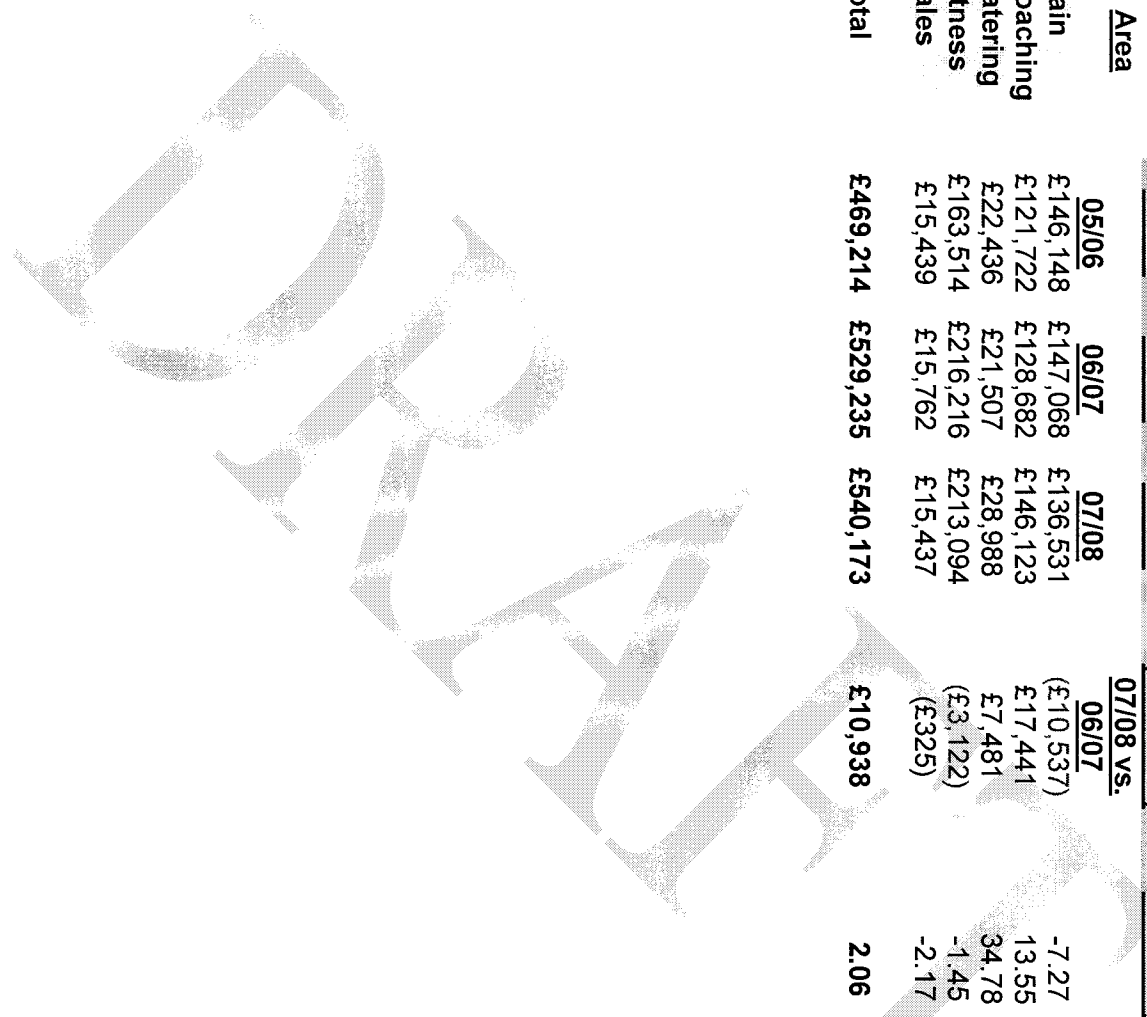 07/08 vs.
Area 05/06 06/07 07/08 06/07
ain £146,148 £147,068 £136,531 (£10,537) -7.27
oaching £121,722 £128,682 £146,123 £17,441 13.55
atering £22,436 £21,507 £28,988 £7,481 34.78
tness £163,514 £216,216 £213,094 (£3,122) -1.45
ales £15,439 £15,762 £15,437 (£325) -2.17
otal £469,214 £529,235 £540,173 £10,938 2.06
DRAFT